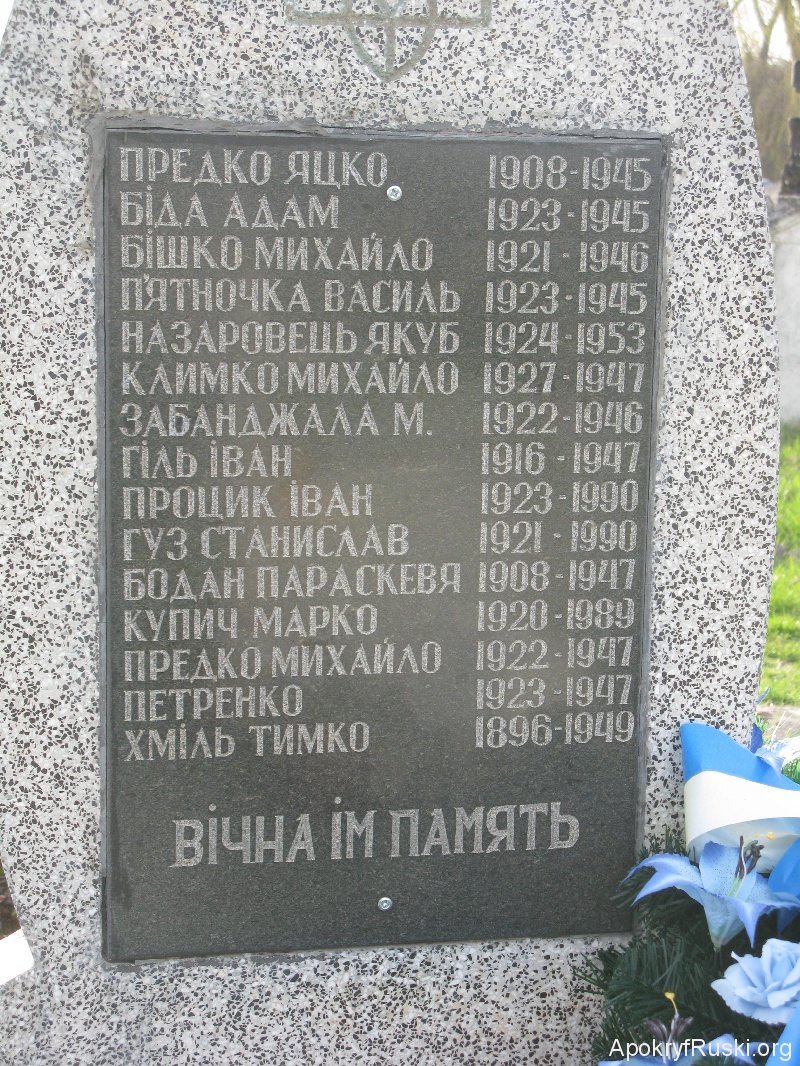 ПРЕДКО ЯЦКО 1908-1945
БІДА АДАМ 1923-1945
БІШКО МИХАЙЛО 1921-1946
П'ЯТНОЧКА ВАСИЛЬ 1923-1945
НАЗАРОВЕЦЬ ЯКУБ 1924-1953
КЛИМКО МИХАЙЛО 1927-1947
ЗАБАНДЖАЛА М. 1922-1946
ГІЛЬ ІВАН 1916-1947
ПРОЦИК ІВАН 1923-1990
ГУЗ СТАНИСЛАВ 1921-1990
БОДАН ПАРАСКЕВЯ 1908-1947
КУПИЧ МАРКО 1920-1989
ПРЕДКО МИХАЙЛО 1922-1947
ПЕТРЕНКО 1923-1947
ХМІЛЬ ТИМКО 1896-1949
ВІЧНА ЇМ ПАМЯТЬ
ApokryfRuski.org